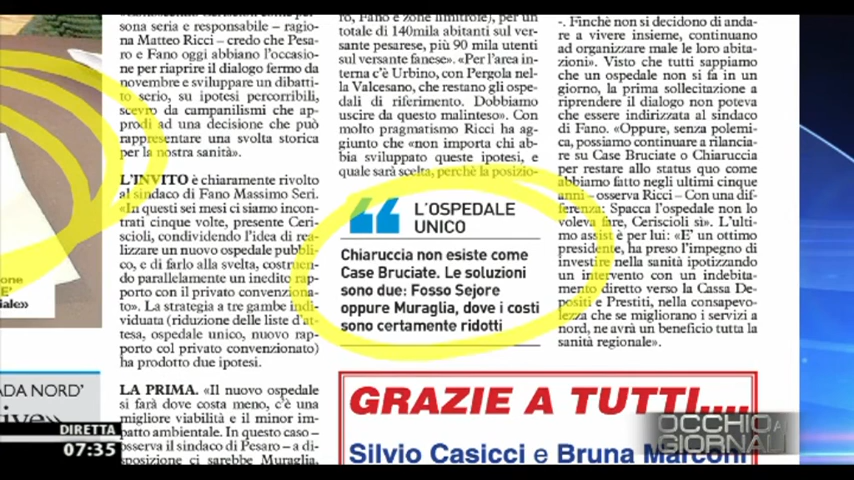 sona seria e responsabile – ragio-
na Matteo Ricci – credo che Pesa-
ro e Fano oggi abbiano l'occasio-
ne per riaprire il dialogo fermo da
novembre e sviluppare un dibatti-
to serio, su ipotesi percorribili,
scevro da campanilismi che ap-
prodi ad una decisione che può
rappresentare una svolta storica
per la nostra sanità».
L'INVITO è chiaramente rivolto
al sindaco di Fano Massimo Seri.
«In questi sei mesi ci siamo incon-
trati cinque volte, presente Ceri-
scioli, condividendo l'idea di rea-
lizzare un nuovo ospedale pubbli-
co, e di farlo alla svelta, costruen-
do parallelamente un inedito rap-
porto con il privato convenziona-
to». La strategia a tre gambe indi-
viduata (riduzione delle liste d'at-
tesa, ospedale unico, nuovo rap-
porto col privato convenzionato)
ha prodotto due ipotesi.
LA PRIMA. «Il nuovo ospedale
si farà dove costa meno, c'è una
migliore viabilità e il minor im-
patto ambientale. In questo caso –
osserva il sindaco di Pesaro – a di-
sposizione ci sarebbe Muraglia,
ro, Fano e zone limitrofe), per un
totale di 140mila abitanti sul ver-
sante pesarese, più 90 mila utenti
sul versante fanese». «Per l'area in-
terna c'è Urbino, con Pergola nel-
la Valcesano, che restano gli ospe-
dali di riferimento. Dobbiamo
uscire da questo malinteso». Con
molto pragmatismo Ricci ha ag-
giunto che «non importa chi ab-
bia sviluppato queste ipotesi, e
quale sarà scelta, perchè la posizio-
L'OSPEDALE
UNICO
Chiaruccia non esiste come
Case Bruciate. Le soluzioni
sono due: Fosso Sejore
oppure Muraglia, dove i costi
sono certamente ridotti
-. Finchè non si decidono di anda-
re a vivere insieme, continuano
ad organizzare male le loro abita-
zioni». Visto che tutti sappiamo
che un ospedale non si fa in un
giorno, la prima sollecitazione a
riprendere il dialogo non poteva
che essere indirizzata al sindaco
di Fano. «Oppure, senza polemi-
ca, possiamo continuare a rilancia-
re su Case Bruciate o Chiaruccia
per restare allo status quo come
abbiamo fatto negli ultimi cinque
anni – osserva Ricci – Con una dif-
ferenza: Spacca l'ospedale non lo
voleva fare, Ceriscioli sì». L'ulti-
mo assist è per lui: «E' un ottimo
presidente, ha preso l'impegno di
investire nella sanità ipotizzando
un intervento con un indebita-
mento diretto verso la Cassa De-
positi e Prestiti, nella consapevo-
lezza che se migliorano i servizi a
nord, ne avrà un beneficio tutta la
sanità regionale».
GRAZIE A TUTTI....
Silvio Casicci e Bruna Marconi
ADA NORD'
DIRETTA
07:35
OCCHIO AI
GIORNALI